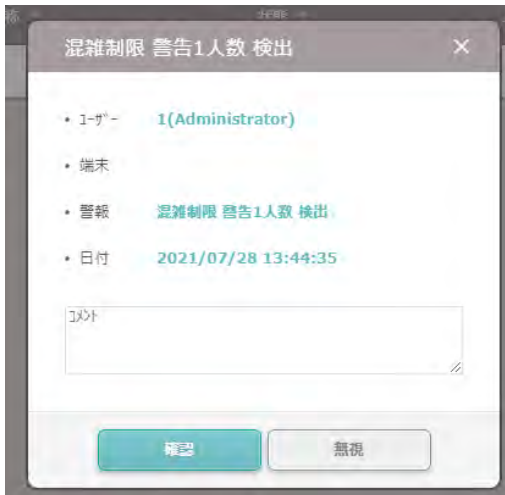 混雑制限 警告1人数 検出 ×
• ﾕｰｻﾞｰ 1(Administrator)
• 端末
• 警報 混雑制限 警告1人数 検出
• 日付 2021/07/28 13:44:35
ｺﾒﾝﾄ
確認 無視